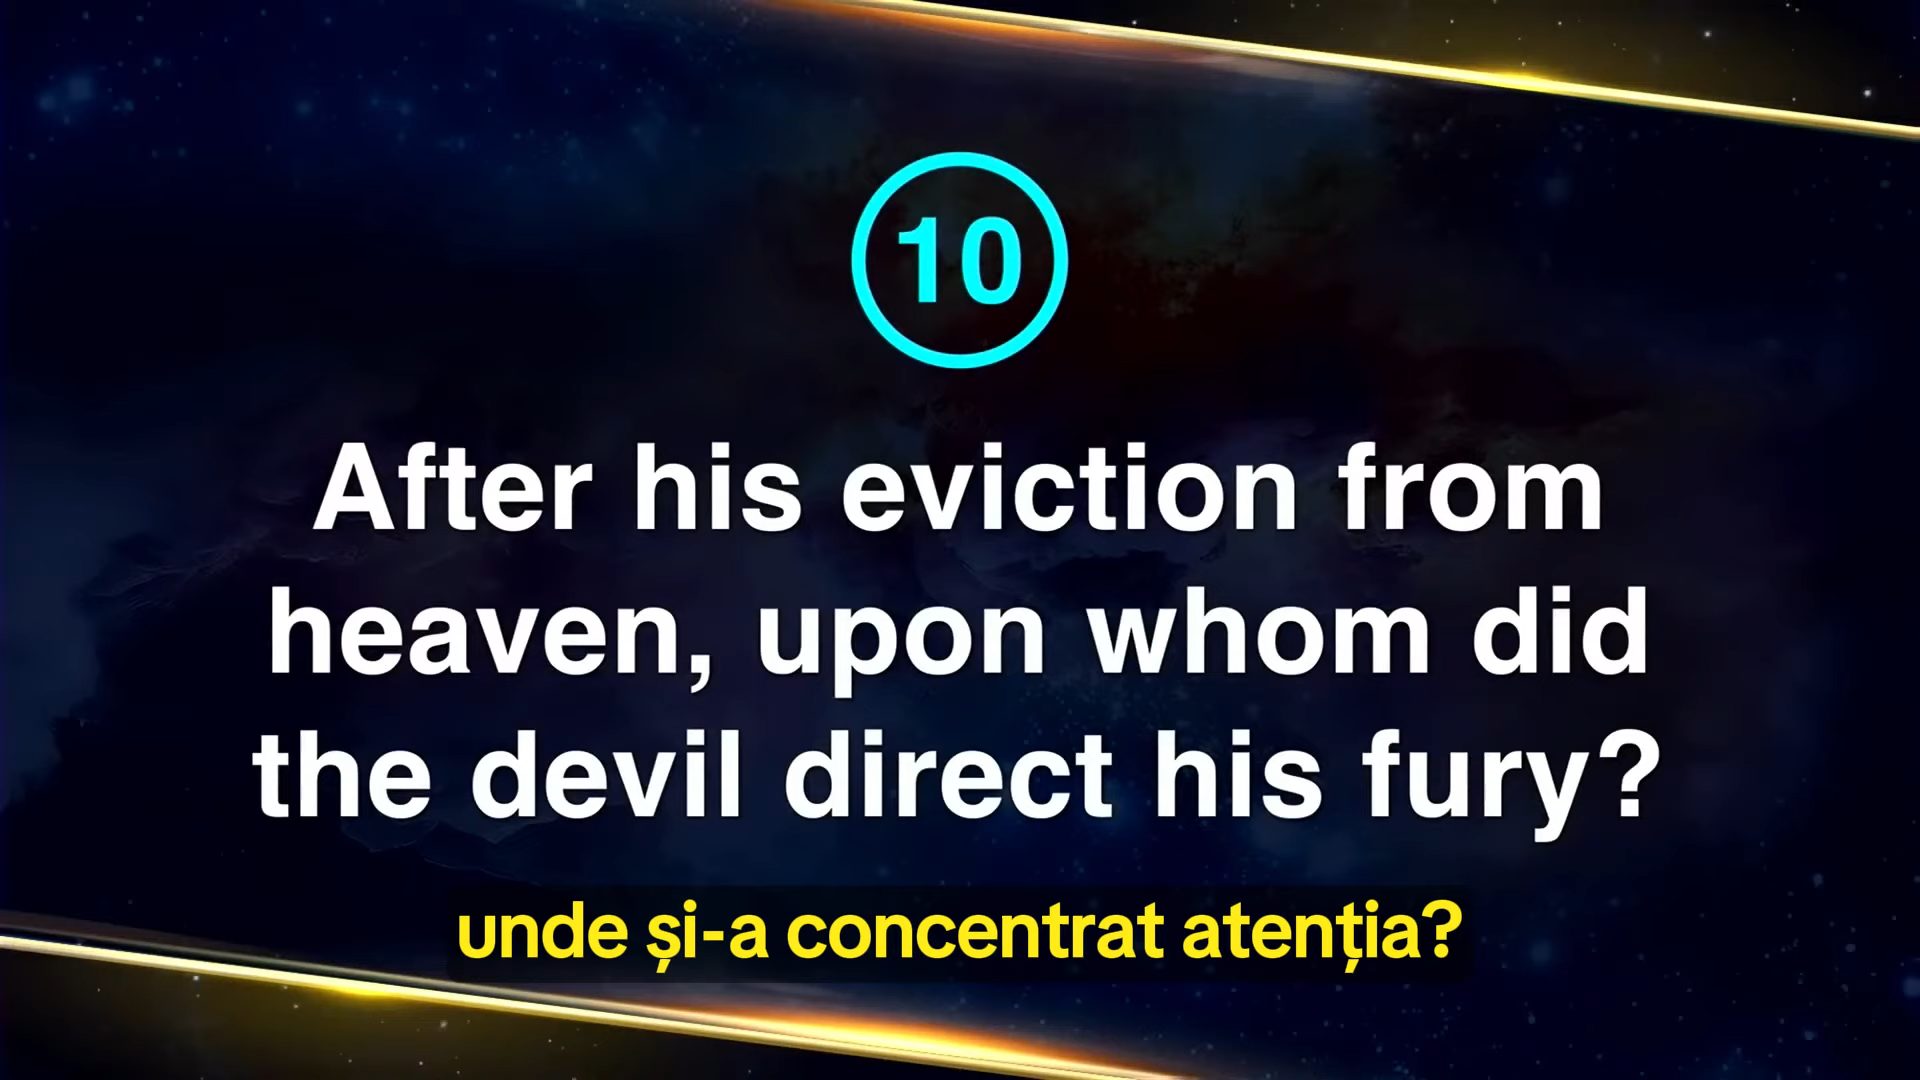 10
After his eviction from
heaven, upon whom did
the devil direct his fury?
unde și-a concentrat atenția?